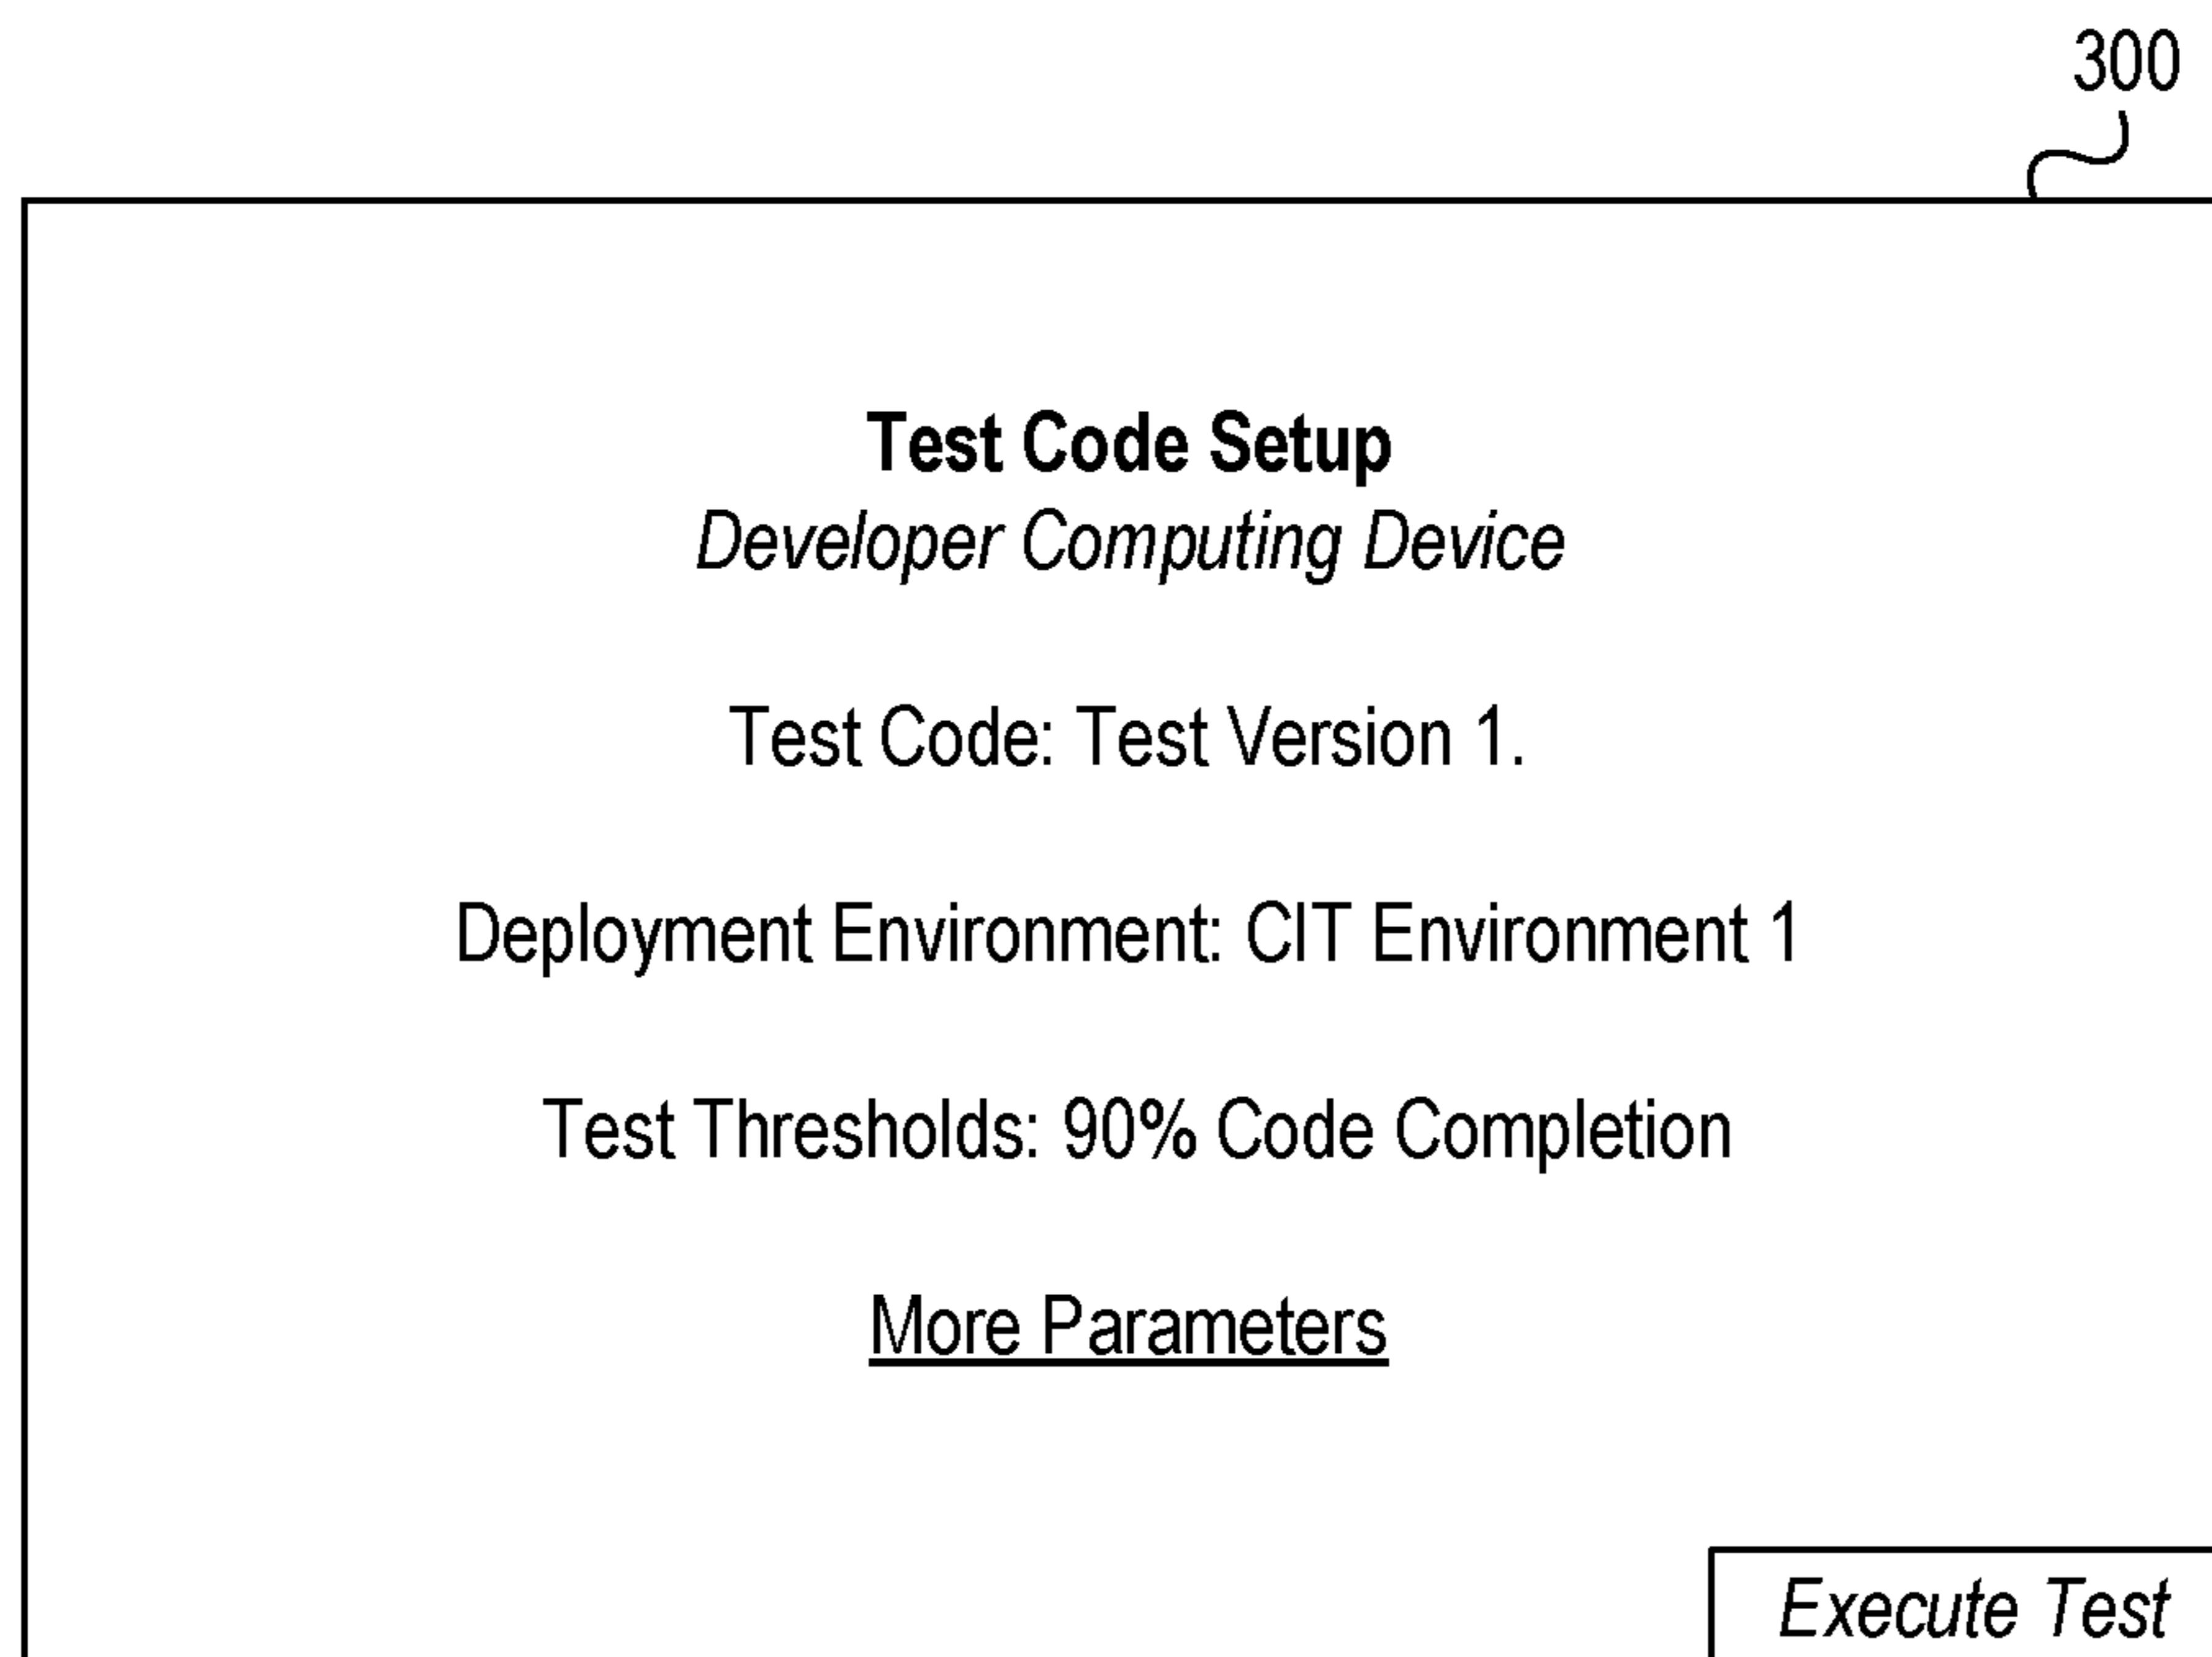 300
Test Code Setup
Developer Computing Device
Test Code: Test Version 1.
Deployment Environment: CIT Environment 1
Test Thresholds: 90% Code Completion
More Parameters
Execute Test